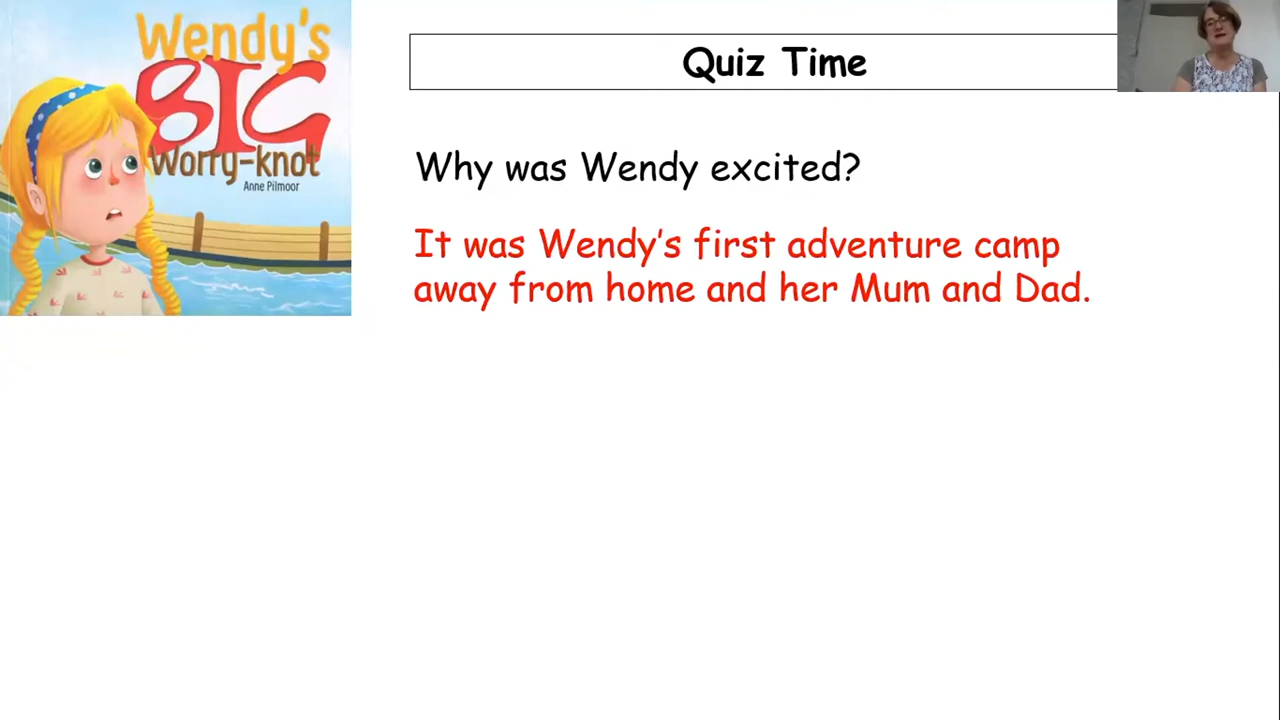 Wendy's
BIG
Worry-knot
Anne Pilmoor
Quiz Time
Why was Wendy excited?
It was Wendy's first adventure camp
away from home and her Mum and Dad.